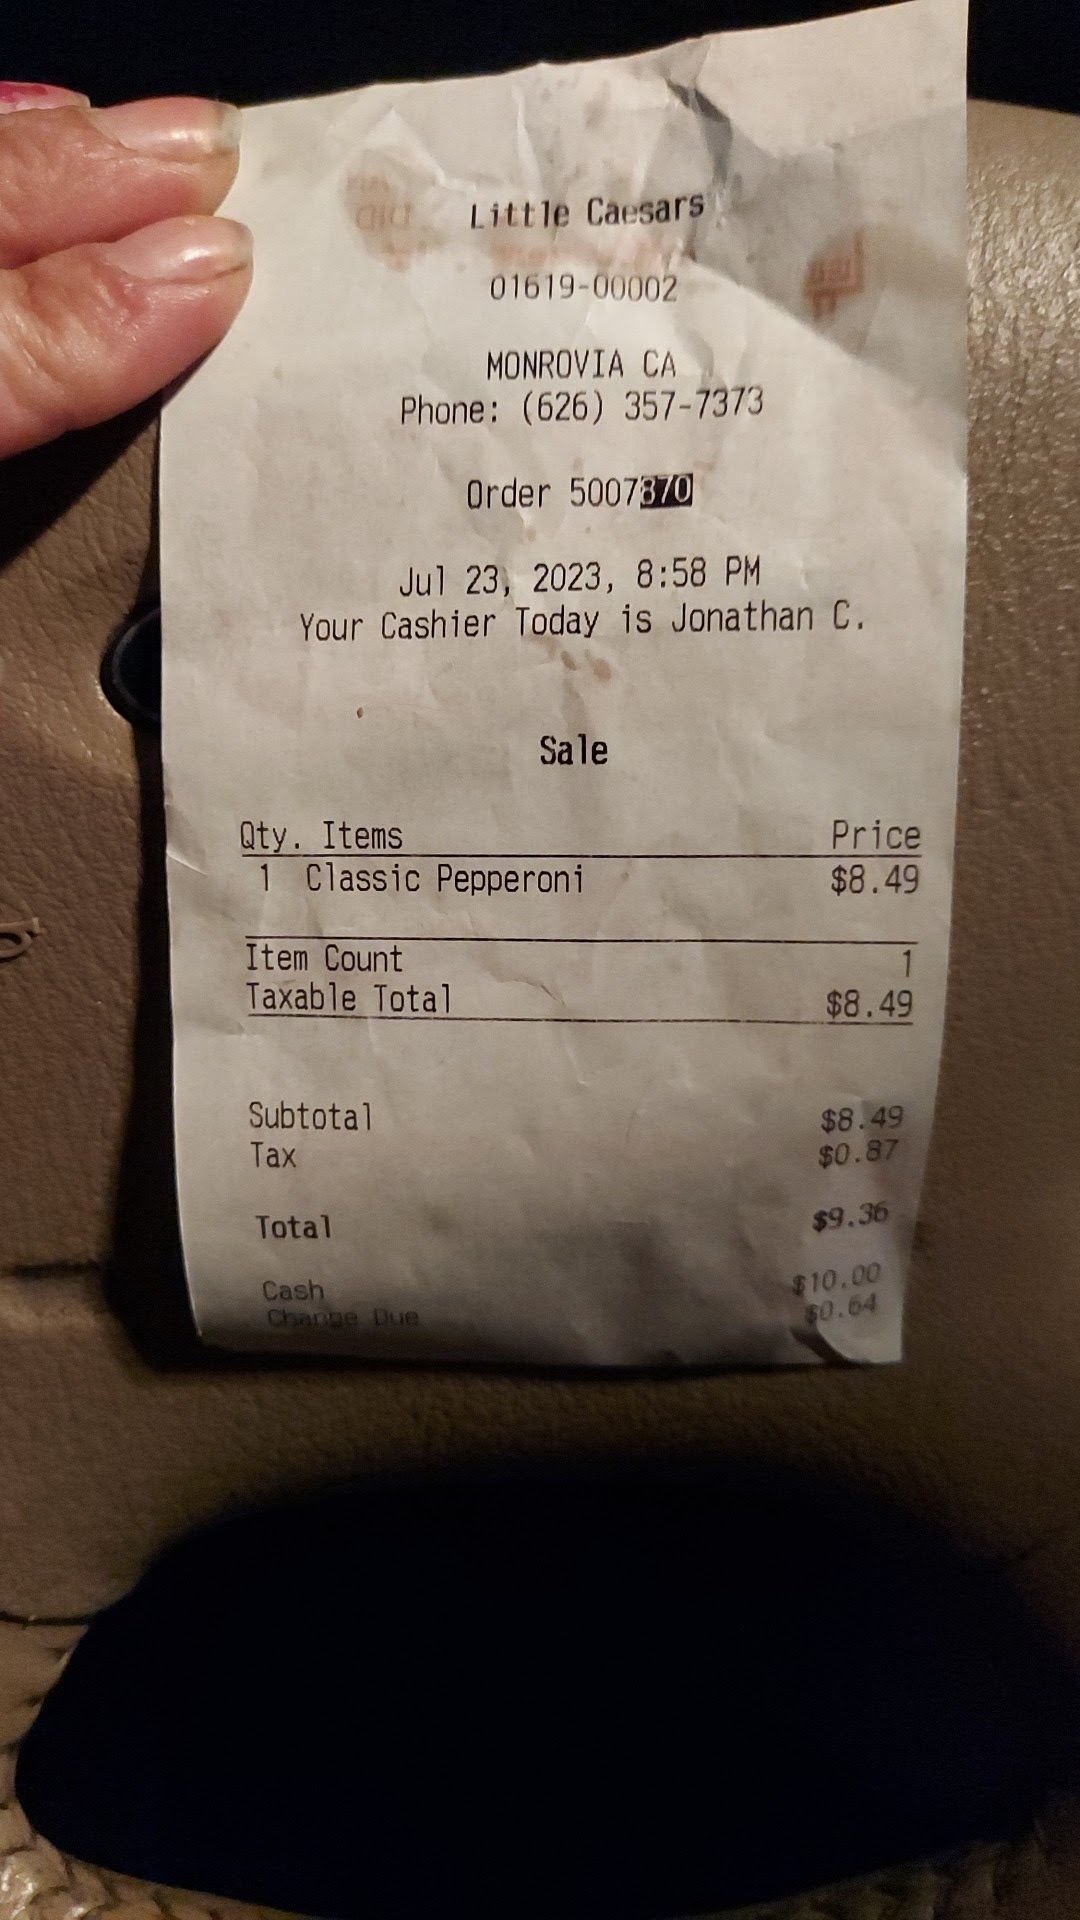 Little Caesars
01619-00002
MONROVIA CA
Phone: (626) 357-7373
Order 5007870
Jul 23, 2023, 8:58 PM
Your Cashier Today is Jonathan C.
Sale
Qty. Items Price
1 Classic Pepperoni $8.49
Item Count 1
Taxable Total $8.49
Subtotal $8.49
Tax $0.87
Total $9.36
Cash $10.00
Change Due $0.64